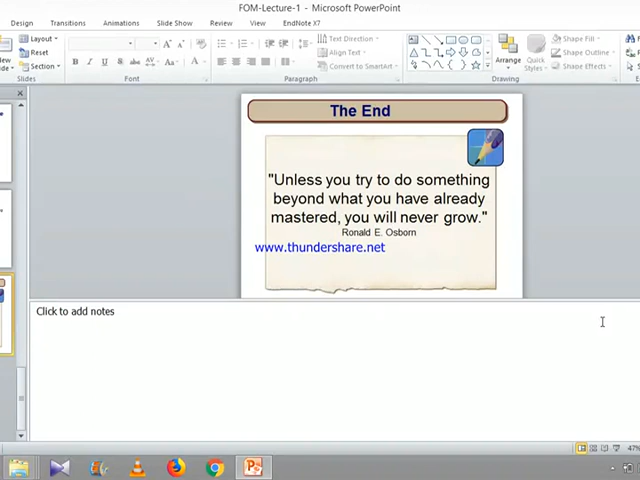 FOM-Lecture-1 - Microsoft PowerPoint
Design Transitions Animations Slide Show Review View EndNote X7
Layout
Reset
Section
Slides
B I U S abc AV Aa A
Font
Paragraph
Text Direction
Align Text
Convert to SmartArt
Arrange
Quick
Styles
Shape Fill
Shape Outline
Shape Effects
Drawing
The End
"Unless you try to do something
beyond what you have already
mastered, you will never grow."
Ronald E. Osborn
www.thundershare.net
Click to add notes
47%